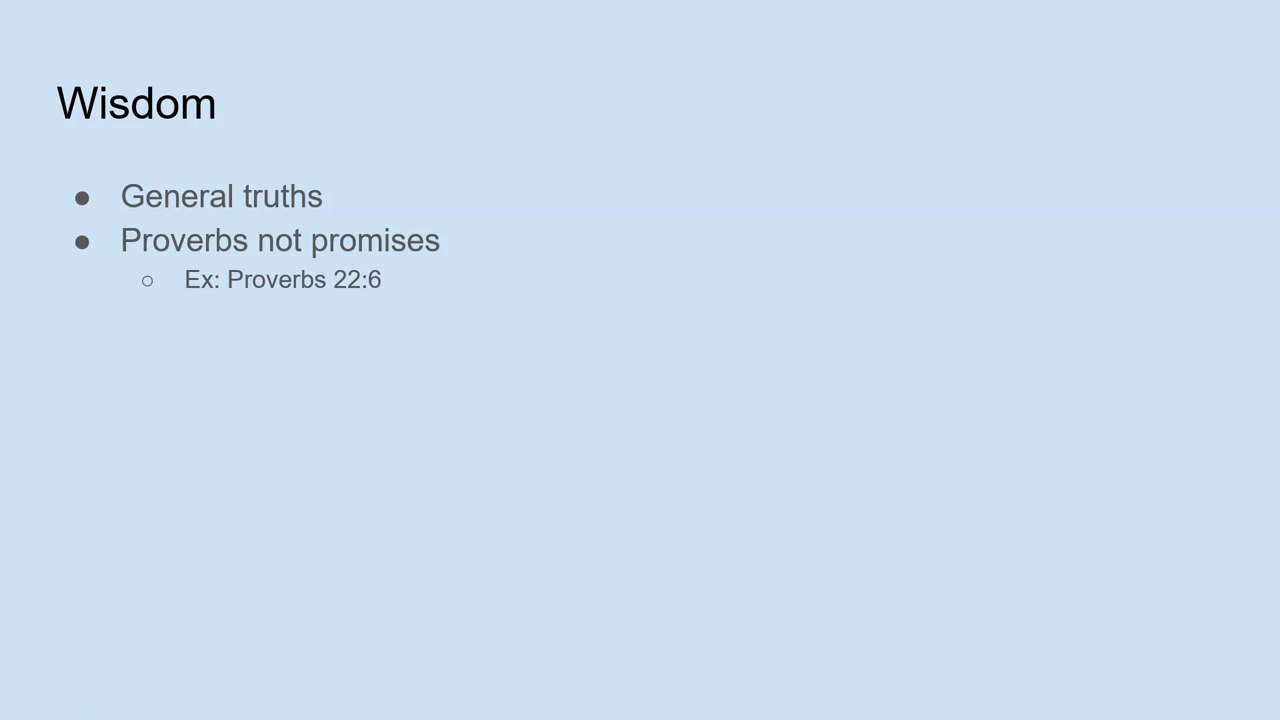 Wisdom
● General truths
● Proverbs not promises
○ Ex: Proverbs 22:6